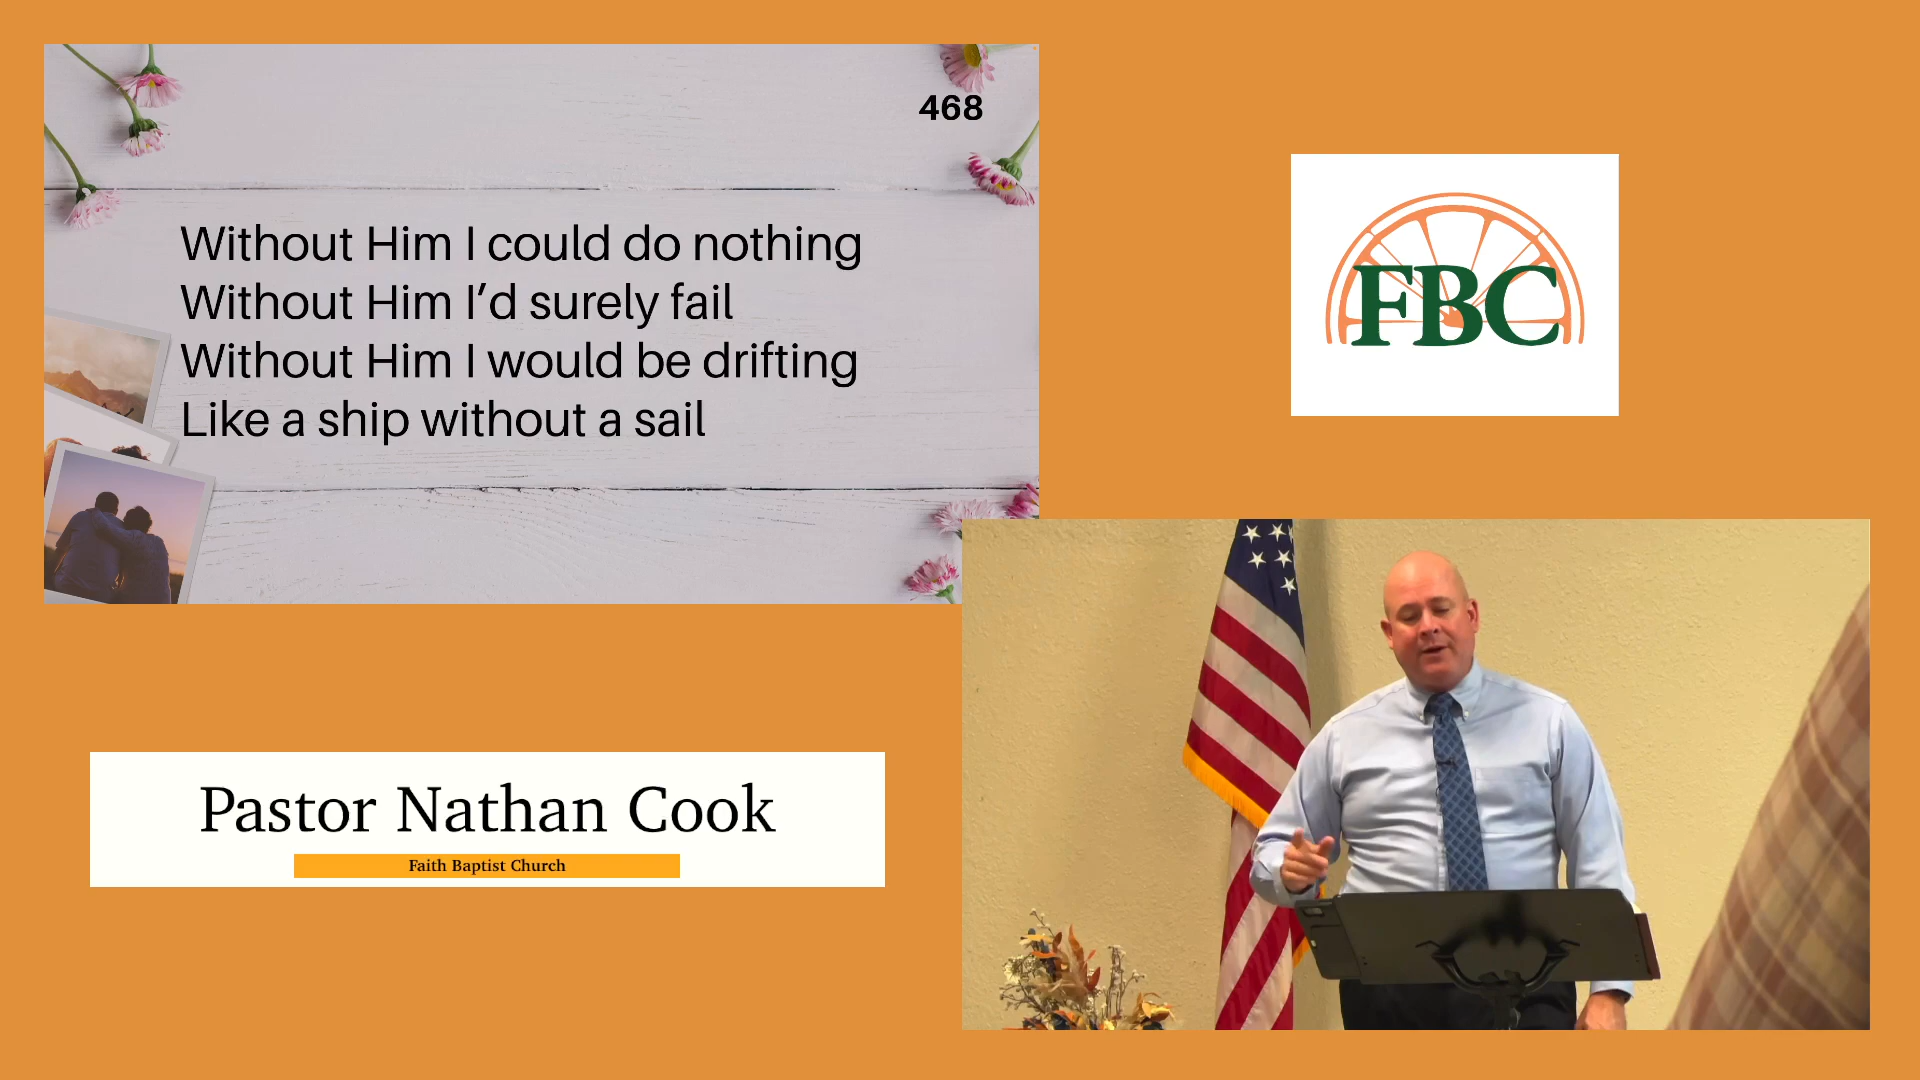 468
Without Him I could do nothing
Without Him I’d surely fail
Without Him I would be drifting
Like a ship without a sail
FBC
Pastor Nathan Cook
Faith Baptist Church